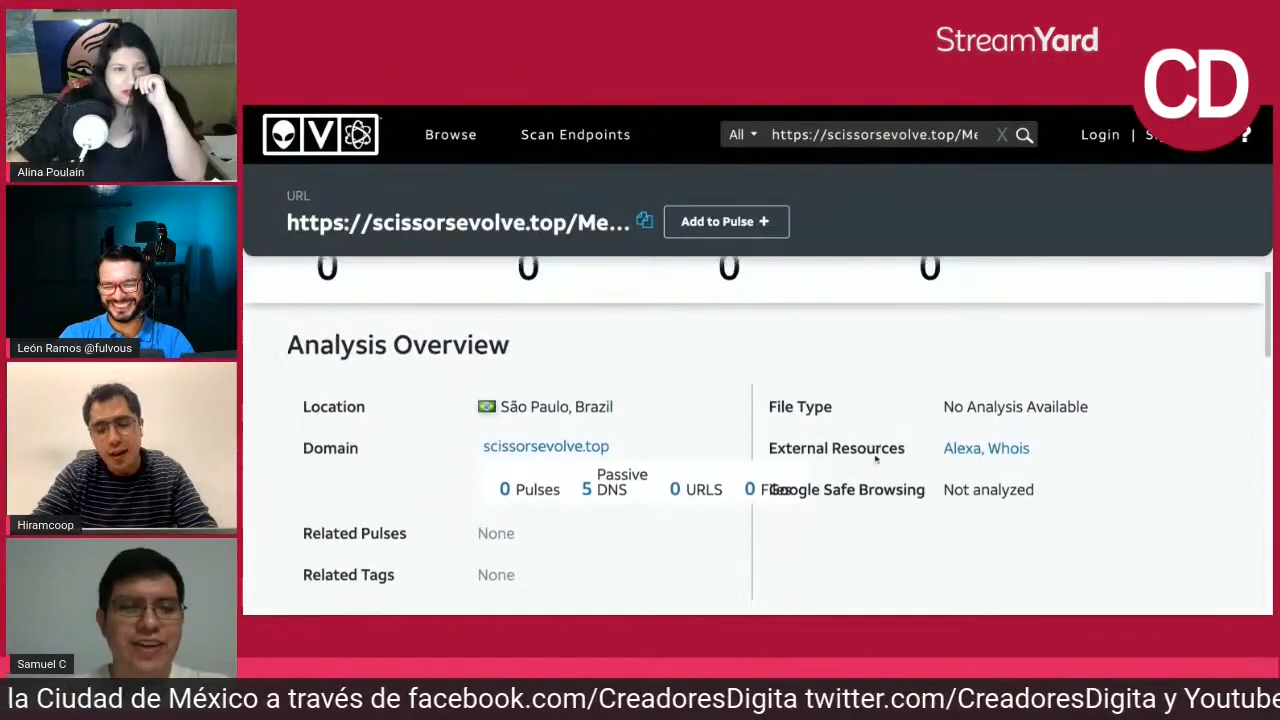 StreamYard
CD
Alina Poulain
León Ramos @fulvous
Hiramcoop
Samuel C
V
Browse
Scan Endpoints
All
https://scissorsevolve.top/Me
X
Login |
?
URL
https://scissorsevolve.top/Me...
Add to Pulse +
0 0 0 0
Analysis Overview
Location
São Paulo, Brazil
Domain
scissorsevolve.top
0 Pulses
5 Passive DNS
0 URLS
0
Related Pulses
None
Related Tags
None
File Type
No Analysis Available
External Resources
Alexa, Whois
Google Safe Browsing
Not analyzed
la Ciudad de México a través de facebook.com/CreadoresDigita twitter.com/CreadoresDigita y Youtube